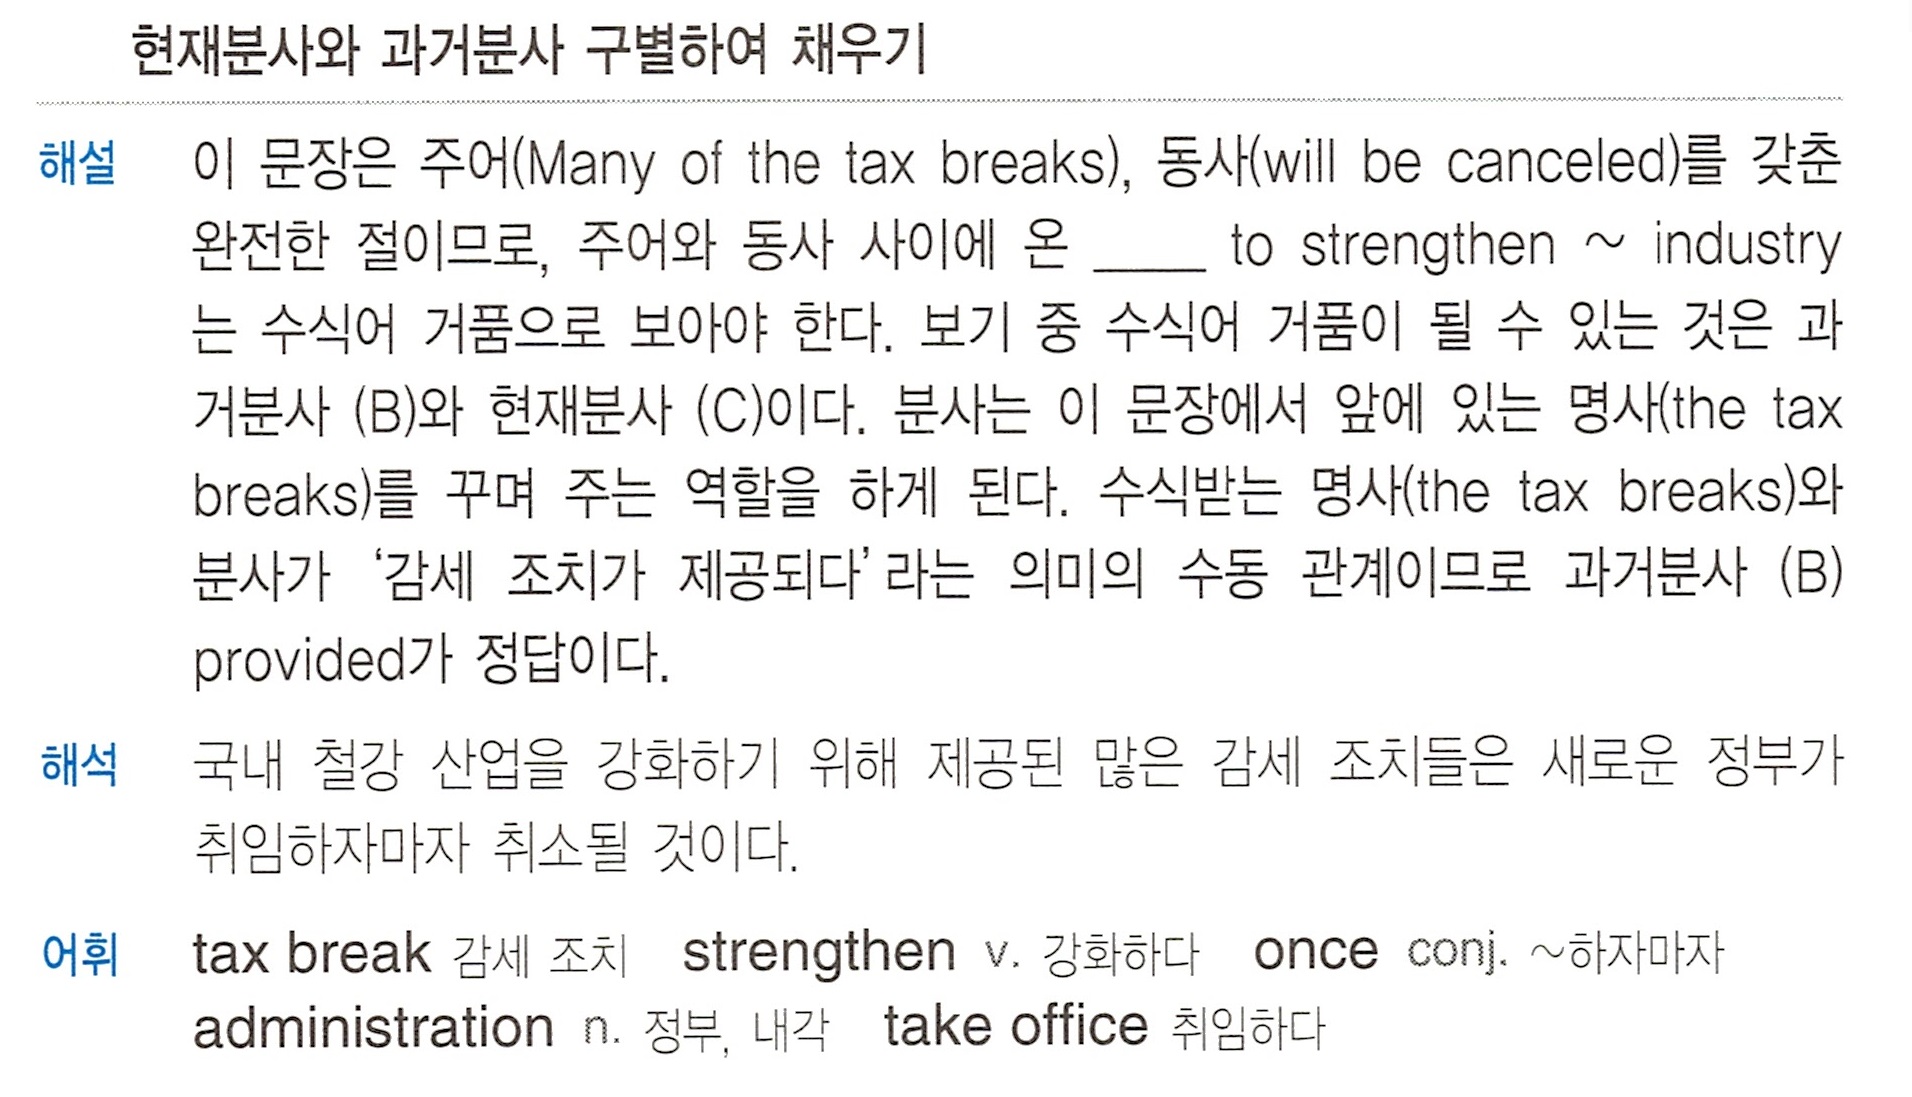 현재분사와 과거분사 구별하여 채우기
해설 이 문장은 주어(Many of the tax breaks), 동사(will be canceled)를 갖춘
완전한 절이므로, 주어와 동사 사이에 온 ____ to strengthen ~ industry
는 수식어 거품으로 보아야 한다. 보기 중 수식어 거품이 될 수 있는 것은 과
거분사 (B)와 현재분사 (C)이다. 분사는 이 문장에서 앞에 있는 명사(the tax
breaks)를 꾸며 주는 역할을 하게 된다. 수식받는 명사(the tax breaks)와
분사가 ‘감세 조치가 제공되다’라는 의미의 수동 관계이므로 과거분사 (B)
provided가 정답이다.
해석 국내 철강 산업을 강화하기 위해 제공된 많은 감세 조치들은 새로운 정부가
취임하자마자 취소될 것이다.
어휘 tax break 감세 조치 strengthen v. 강화하다 once conj. ~하자마자
administration n. 정부, 내각 take office 취임하다